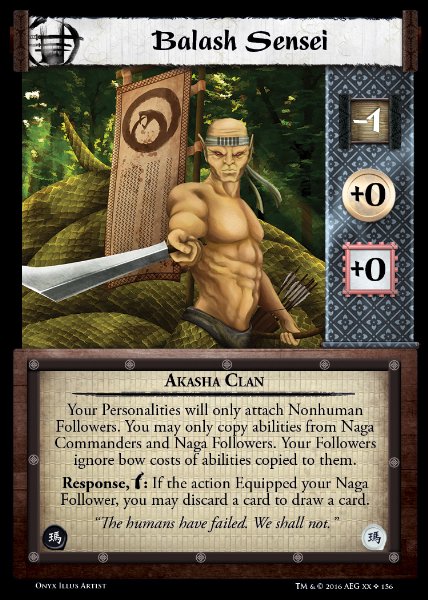 Balash Sensei
-1
+0
+0
Akasha Clan
Your Personalities will only attach Nonhuman
Followers. You may only copy abilities from Naga
Commanders and Naga Followers. Your Followers
ignore bow costs of abilities copied to them.
Response, : If the action Equipped your Naga
Follower, you may discard a card to draw a card.
“The humans have failed. We shall not.”
瑪 瑪
Onyx Illus Artist
TM & © 2016 AEG XX ❖ 156